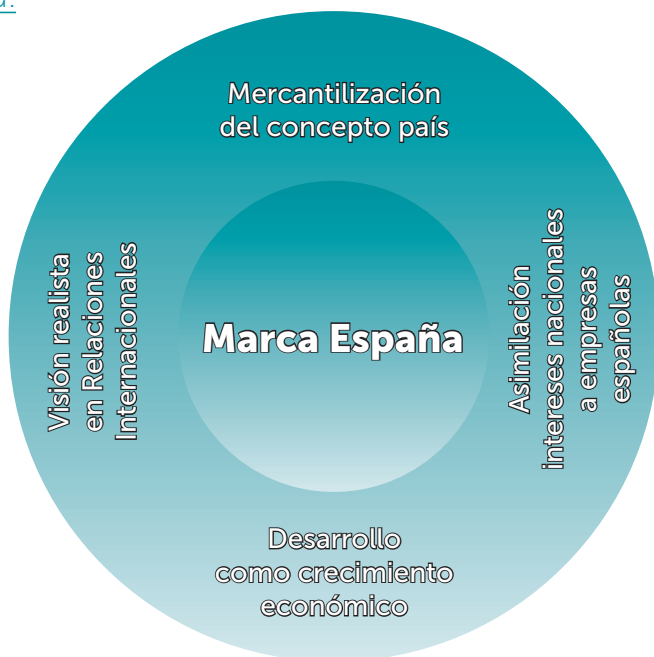 Mercantilización
del concepto país
Visión realista
en Relaciones
Internacionales
Marca España
Asimilación
intereses nacionales
a empresas
españolas
Desarrollo
como crecimiento
económico